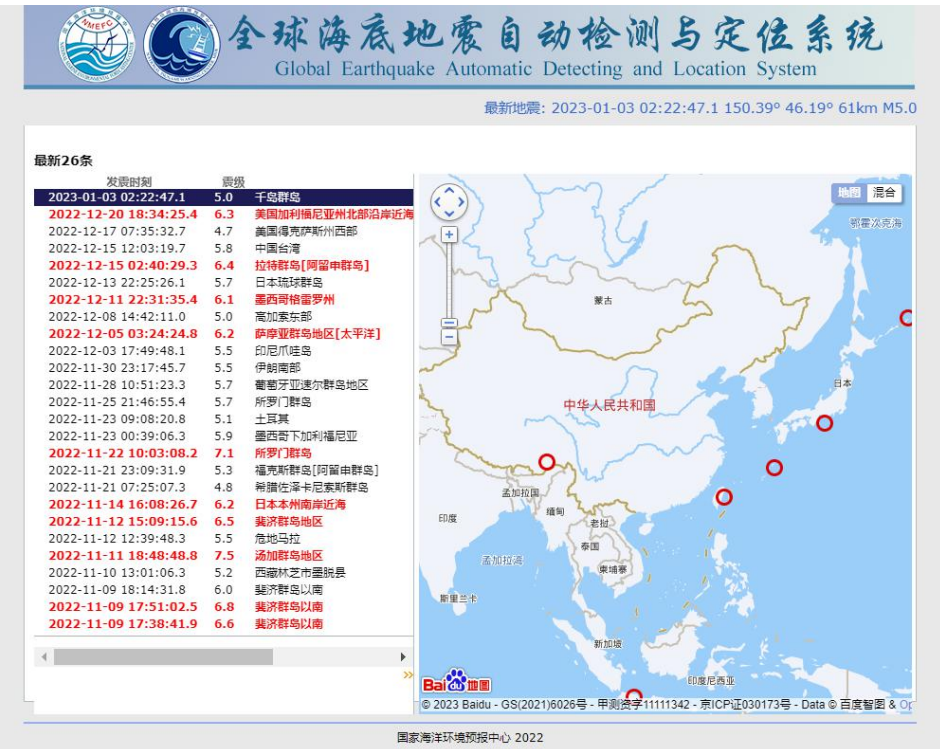 NMEFC
全球海底地震自动检测与定位系统
Global Earthquake Automatic Detecting and Location System
最新地震: 2023-01-03 02:22:47.1 150.39° 46.19° 61km M5.0
最新26条
发震时刻 震级
2023-01-03 02:22:47.1 5.0 千岛群岛
2022-12-20 18:34:25.4 6.3 美国加利福尼亚州北部沿岸近海
2022-12-17 07:35:32.7 4.7 美国得克萨斯州西部
2022-12-15 12:03:19.7 5.8 中国台湾
2022-12-15 02:40:29.3 6.4 拉特群岛[阿留申群岛]
2022-12-13 22:25:26.1 5.7 日本琉球群岛
2022-12-11 22:31:35.4 6.1 墨西哥格雷罗州
2022-12-08 14:42:11.0 5.0 高加索东部
2022-12-05 03:24:24.8 6.2 萨摩亚群岛地区[太平洋]
2022-12-03 17:49:48.1 5.5 印尼爪哇岛
2022-11-30 23:17:45.7 5.5 伊朗南部
2022-11-28 10:51:23.3 5.7 葡萄牙亚速尔群岛地区
2022-11-25 21:46:55.4 5.7 所罗门群岛
2022-11-23 09:08:20.8 5.1 土耳其
2022-11-23 00:39:06.3 5.9 墨西哥下加利福尼亚
2022-11-22 10:03:08.2 7.1 所罗门群岛
2022-11-21 23:09:31.9 5.3 福克斯群岛[阿留申群岛]
2022-11-21 07:25:07.3 4.8 希腊佐泽卡尼索斯群岛
2022-11-14 16:08:26.7 6.2 日本本州南岸近海
2022-11-12 15:09:15.6 6.5 斐济群岛地区
2022-11-12 12:39:48.3 5.5 危地马拉
2022-11-11 18:48:48.8 7.5 汤加群岛地区
2022-11-10 13:01:06.3 5.2 西藏林芝市墨脱县
2022-11-09 18:14:31.8 6.0 斐济群岛以南
2022-11-09 17:51:02.5 6.8 斐济群岛以南
2022-11-09 17:38:41.9 6.6 斐济群岛以南
»
地图 混合
鄂霍次克海
蒙古
日本
中华人民共和国
孟加拉国
缅甸
印度
老挝
泰国
孟加拉湾
柬埔寨
斯里兰卡
新加坡
印度尼西亚
Bai du 地图
© 2023 Baidu - GS(2021)6026号 - 甲测资字11111342 - 京ICP证030173号 - Data © 百度智图 & Op
国家海洋环境预报中心 2022